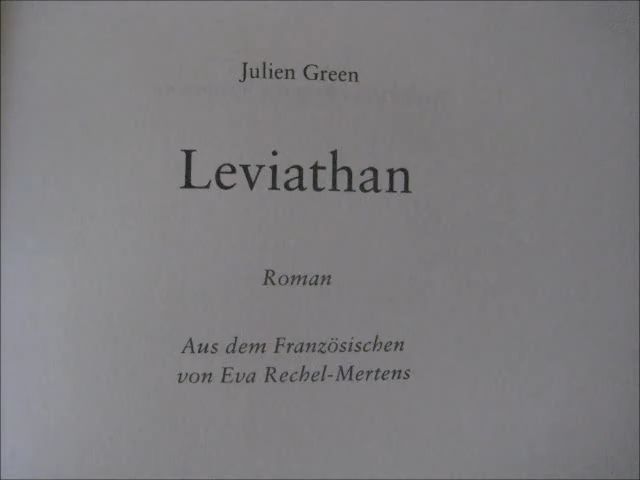 Julien Green
Leviathan
Roman
Aus dem Französischen
von Eva Rechel-Mertens